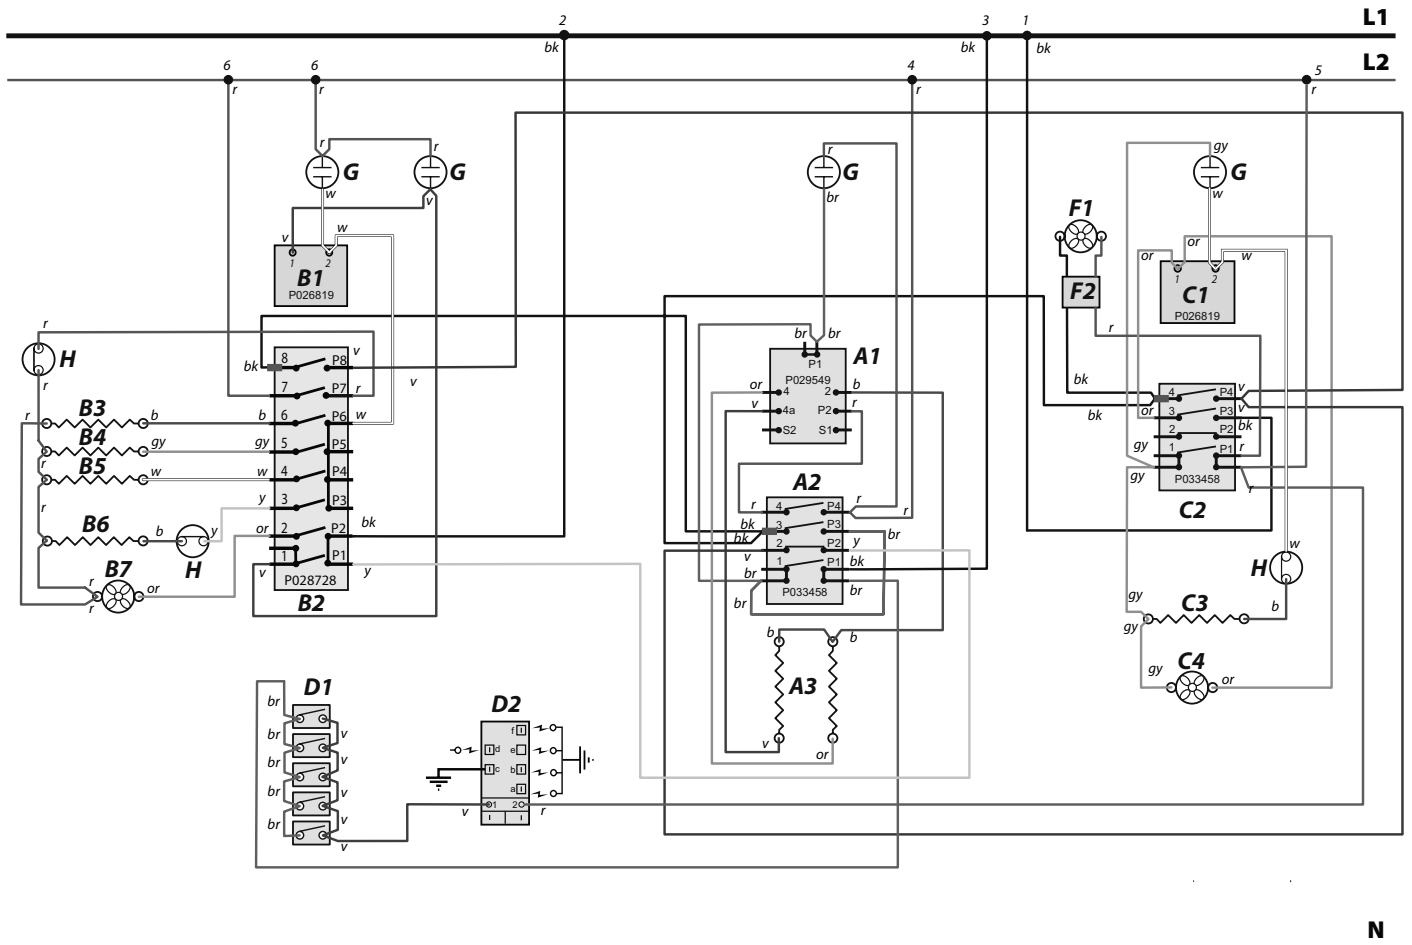 2 3 1 L1
bk bk bk
6 6 4 5 L2
r r r r
r r r gy
G G G G
w v br w
F1
v w or or w
1 2 1 2
B1 F2 C1
P026819 P026819
r r
br br A1
P1
H v P029549
bk 8 P8 or 4 2 b bk 4 P4 v
r 7 P7 r v v 4a P2 r bk or 3 P3 v
r B3 b b 6 P6 w S2 S1 2 P2 bk
B4 gy gy 5 P5 gy 1 P1 r
r B5 w w 4 P4 A2 gy P033458 r
r y 3 P3 r 4 P4 r C2
B6 b y or 2 P2 bk bk 3 P3 r br
H 1 P1 bk 2 P2 y w
B7 v P028728 y v 1 P1 bk H
r or B2 br P033458 br
r br gy C3 b
b b gy
A3 gy C4 or
D1 D2 v or
br v f
d e
br v c b
br v a
br v v 1 2 r
v
N